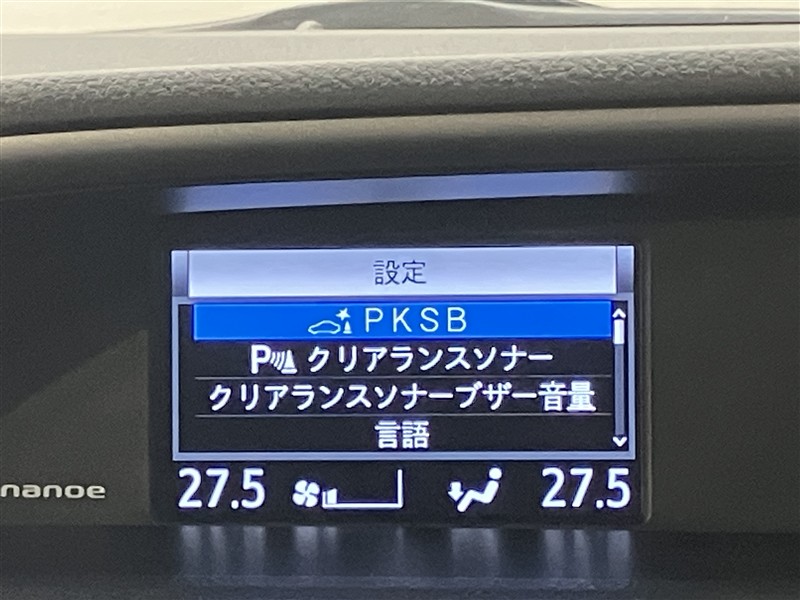 設定
PKSB
P クリアランスソナー
クリアランスソナーブザー音量
言語
27.5 27.5
nanoe